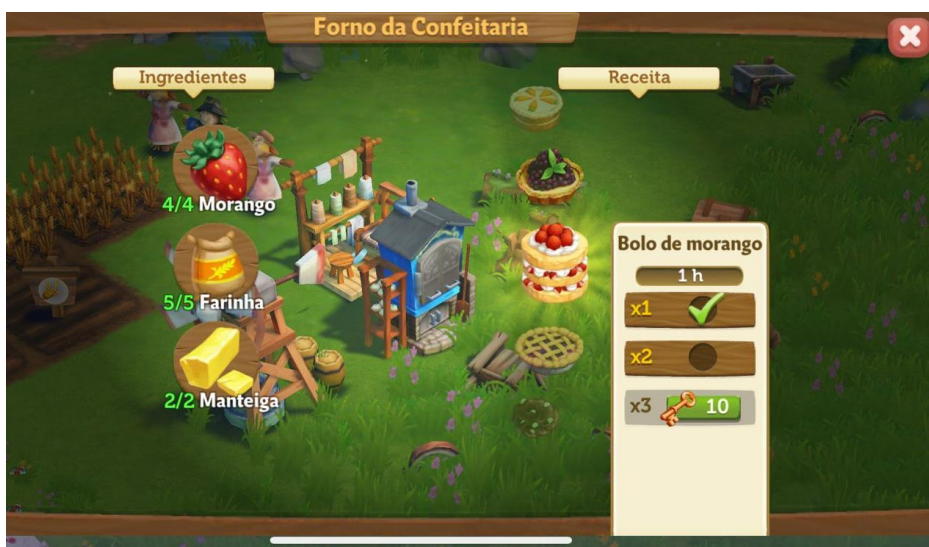 Forno da Confeitaria
Ingredientes
Receita
4/4 Morango
5/5 Farinha
2/2 Manteiga
Bolo de morango
1 h
x1
x2
x3 10